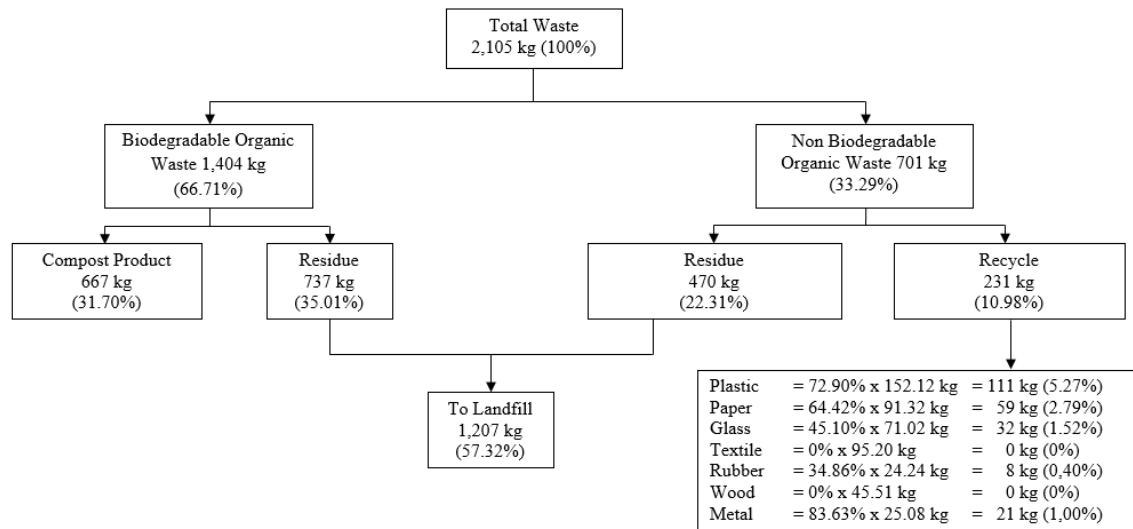 Total Waste
2,105 kg (100%)
Biodegradable Organic
Waste 1,404 kg
(66.71%)
Non Biodegradable
Organic Waste 701 kg
(33.29%)
Compost Product
667 kg
(31.70%)
Residue
737 kg
(35.01%)
Residue
470 kg
(22.31%)
Recycle
231 kg
(10.98%)
To Landfill
1,207 kg
(57.32%)
Plastic = 72.90% x 152.12 kg = 111 kg (5.27%)
Paper = 64.42% x 91.32 kg = 59 kg (2.79%)
Glass = 45.10% x 71.02 kg = 32 kg (1.52%)
Textile = 0% x 95.20 kg = 0 kg (0%)
Rubber = 34.86% x 24.24 kg = 8 kg (0,40%)
Wood = 0% x 45.51 kg = 0 kg (0%)
Metal = 83.63% x 25.08 kg = 21 kg (1,00%)